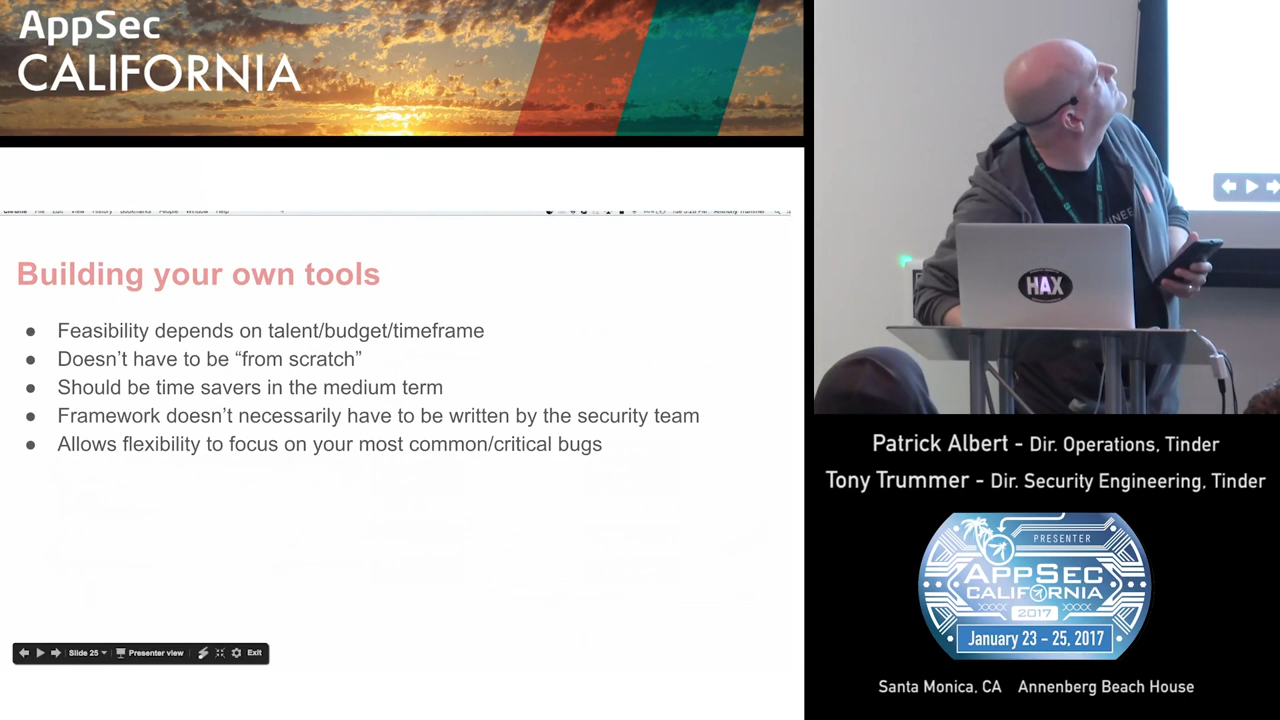 AppSec
CALIFORNIA
Building your own tools
● Feasibility depends on talent/budget/timeframe
● Doesn’t have to be “from scratch”
● Should be time savers in the medium term
● Framework doesn’t necessarily have to be written by the security team
● Allows flexibility to focus on your most common/critical bugs
Slide 25
Presenter view
Exit
HAX
Patrick Albert - Dir. Operations, Tinder
Tony Trummer - Dir. Security Engineering, Tinder
PRESENTER
APPSEC
CALIFORNIA
2017
January 23 - 25, 2017
Santa Monica, CA Annenberg Beach House